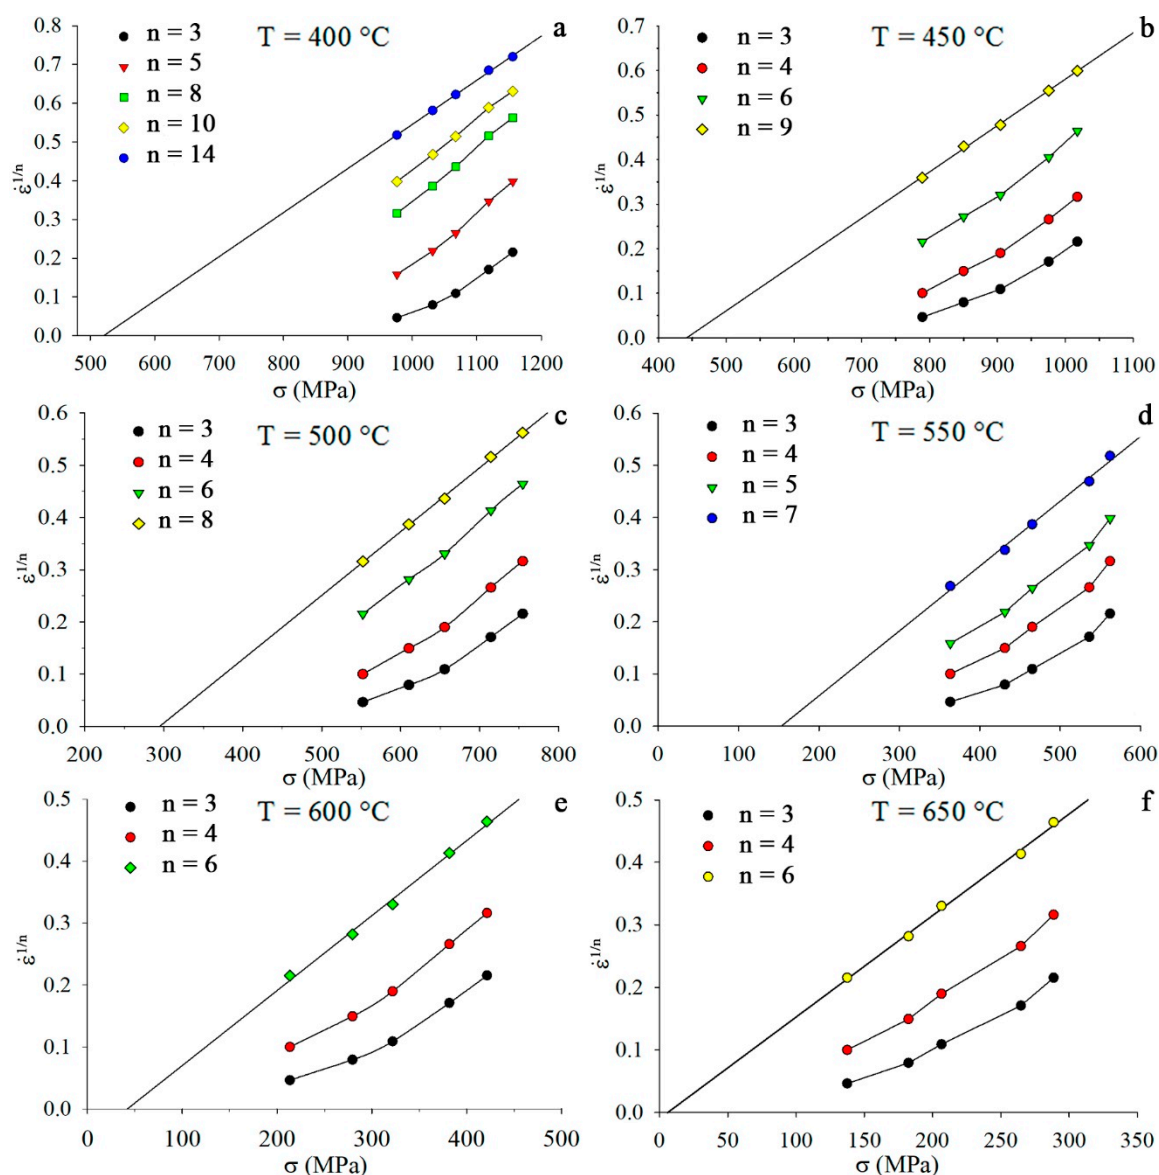 a
T = 400 °C
n = 3
n = 5
n = 8
n = 10
n = 14
0.8
0.7
0.6
0.5
0.4
0.3
0.2
0.1
0.0
ε̇^1/n
500 600 700 800 900 1000 1100 1200
σ (MPa)
b
T = 450 °C
n = 3
n = 4
n = 6
n = 9
0.7
0.6
0.5
0.4
0.3
0.2
0.1
0.0
ε̇^1/n
400 500 600 700 800 900 1000 1100
σ (MPa)
c
T = 500 °C
n = 3
n = 4
n = 6
n = 8
0.6
0.5
0.4
0.3
0.2
0.1
0.0
ε̇^1/n
200 300 400 500 600 700 800
σ (MPa)
d
T = 550 °C
n = 3
n = 4
n = 5
n = 7
0.6
0.5
0.4
0.3
0.2
0.1
0.0
ε̇^1/n
0 100 200 300 400 500 600
σ (MPa)
e
T = 600 °C
n = 3
n = 4
n = 6
0.5
0.4
0.3
0.2
0.1
0.0
ε̇^1/n
0 100 200 300 400 500
σ (MPa)
f
T = 650 °C
n = 3
n = 4
n = 6
0.5
0.4
0.3
0.2
0.1
0.0
ε̇^1/n
0 50 100 150 200 250 300 350
σ (MPa)